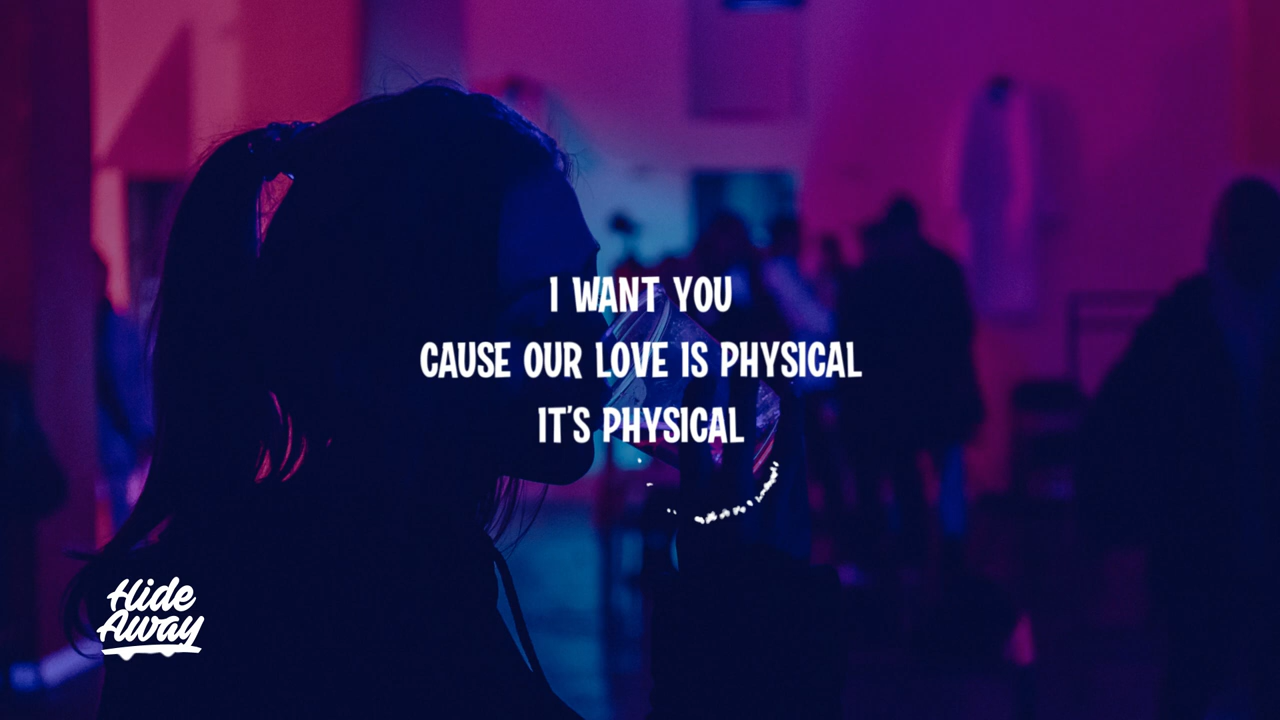 I WANT YOU
CAUSE OUR LOVE IS PHYSICAL
IT'S PHYSICAL
Hide
Away